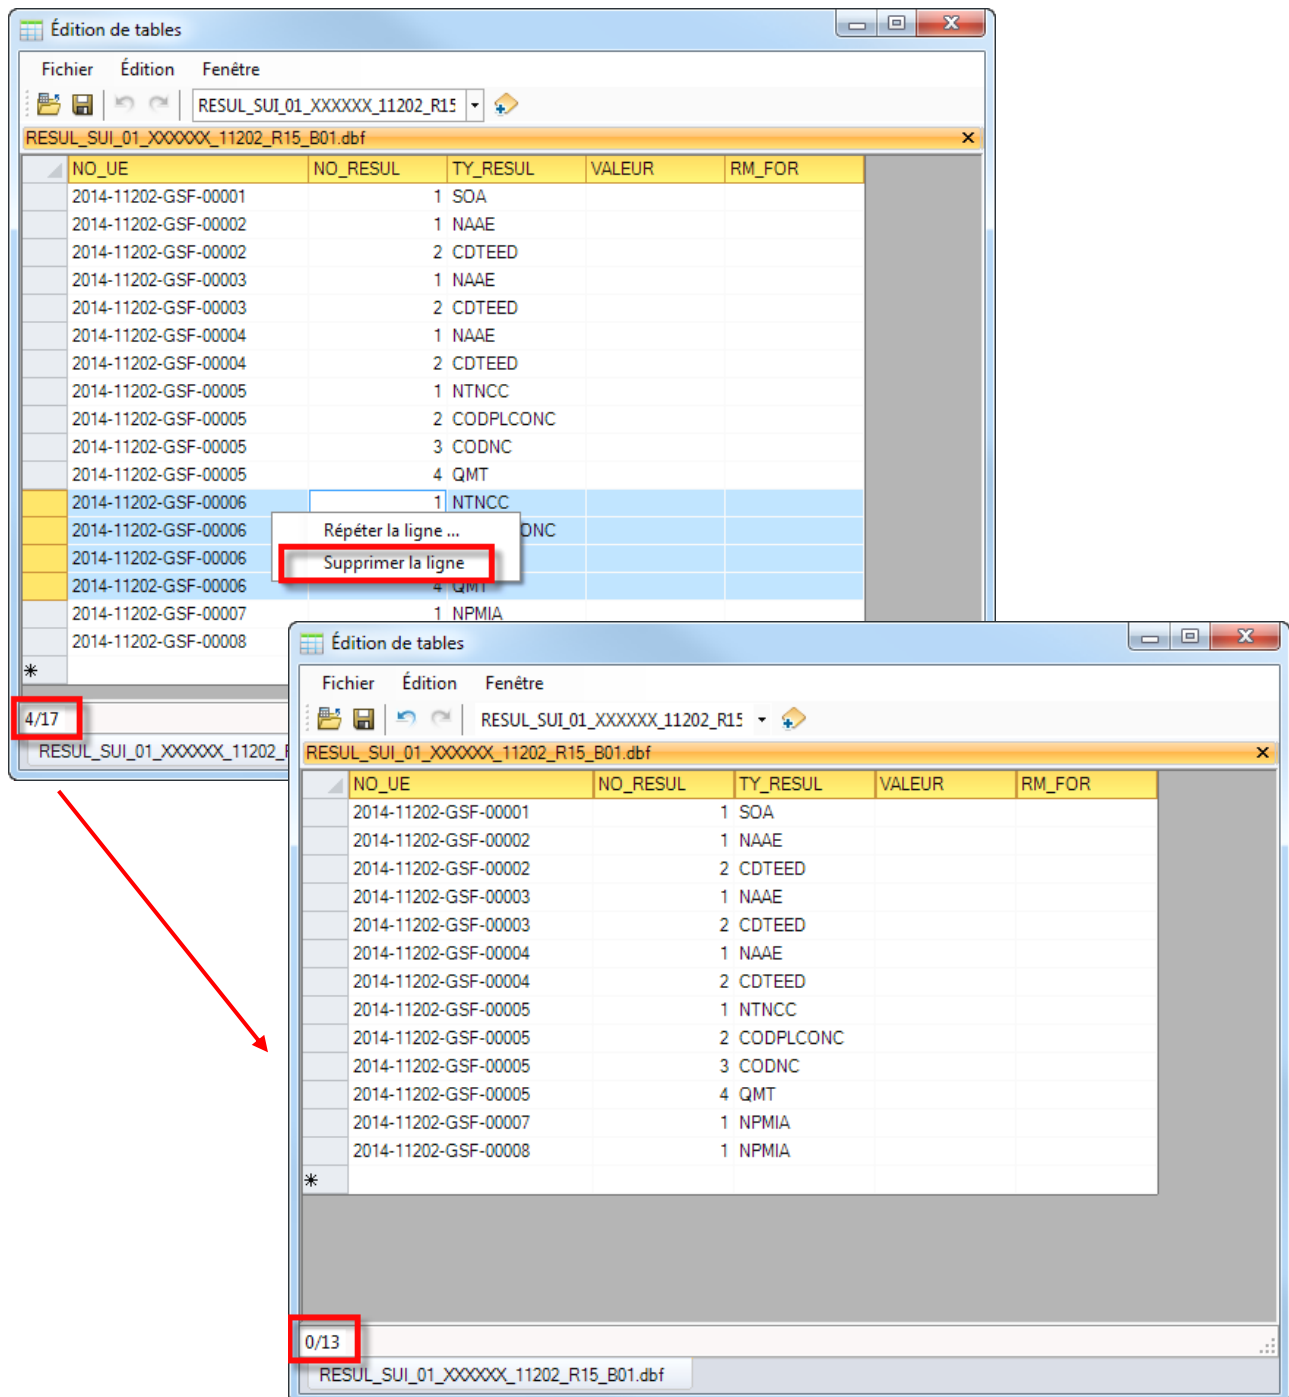 Édition de tables
Fichier Édition Fenêtre
RESUL_SUI_01_XXXXXX_11202_R15
RESUL_SUI_01_XXXXXX_11202_R15_B01.dbf
NO_UE NO_RESUL TY_RESUL VALEUR RM_FOR
2014-11202-GSF-00001 1 SOA
2014-11202-GSF-00002 1 NAAE
2014-11202-GSF-00002 2 CDTEED
2014-11202-GSF-00003 1 NAAE
2014-11202-GSF-00003 2 CDTEED
2014-11202-GSF-00004 1 NAAE
2014-11202-GSF-00004 2 CDTEED
2014-11202-GSF-00005 1 NTNCC
2014-11202-GSF-00005 2 CODPLCONC
2014-11202-GSF-00005 3 CODNC
2014-11202-GSF-00005 4 QMT
2014-11202-GSF-00006 1 NTNCC
2014-11202-GSF-00006 ONC
Répéter la ligne ...
2014-11202-GSF-00006
Supprimer la ligne
2014-11202-GSF-00006 4 QMT
2014-11202-GSF-00007 1 NPMIA
2014-11202-GSF-00008
4/17
RESUL_SUI_01_XXXXXX_11202_
Édition de tables
Fichier Édition Fenêtre
RESUL_SUI_01_XXXXXX_11202_R15
RESUL_SUI_01_XXXXXX_11202_R15_B01.dbf
NO_UE NO_RESUL TY_RESUL VALEUR RM_FOR
2014-11202-GSF-00001 1 SOA
2014-11202-GSF-00002 1 NAAE
2014-11202-GSF-00002 2 CDTEED
2014-11202-GSF-00003 1 NAAE
2014-11202-GSF-00003 2 CDTEED
2014-11202-GSF-00004 1 NAAE
2014-11202-GSF-00004 2 CDTEED
2014-11202-GSF-00005 1 NTNCC
2014-11202-GSF-00005 2 CODPLCONC
2014-11202-GSF-00005 3 CODNC
2014-11202-GSF-00005 4 QMT
2014-11202-GSF-00007 1 NPMIA
2014-11202-GSF-00008 1 NPMIA
0/13
RESUL_SUI_01_XXXXXX_11202_R15_B01.dbf